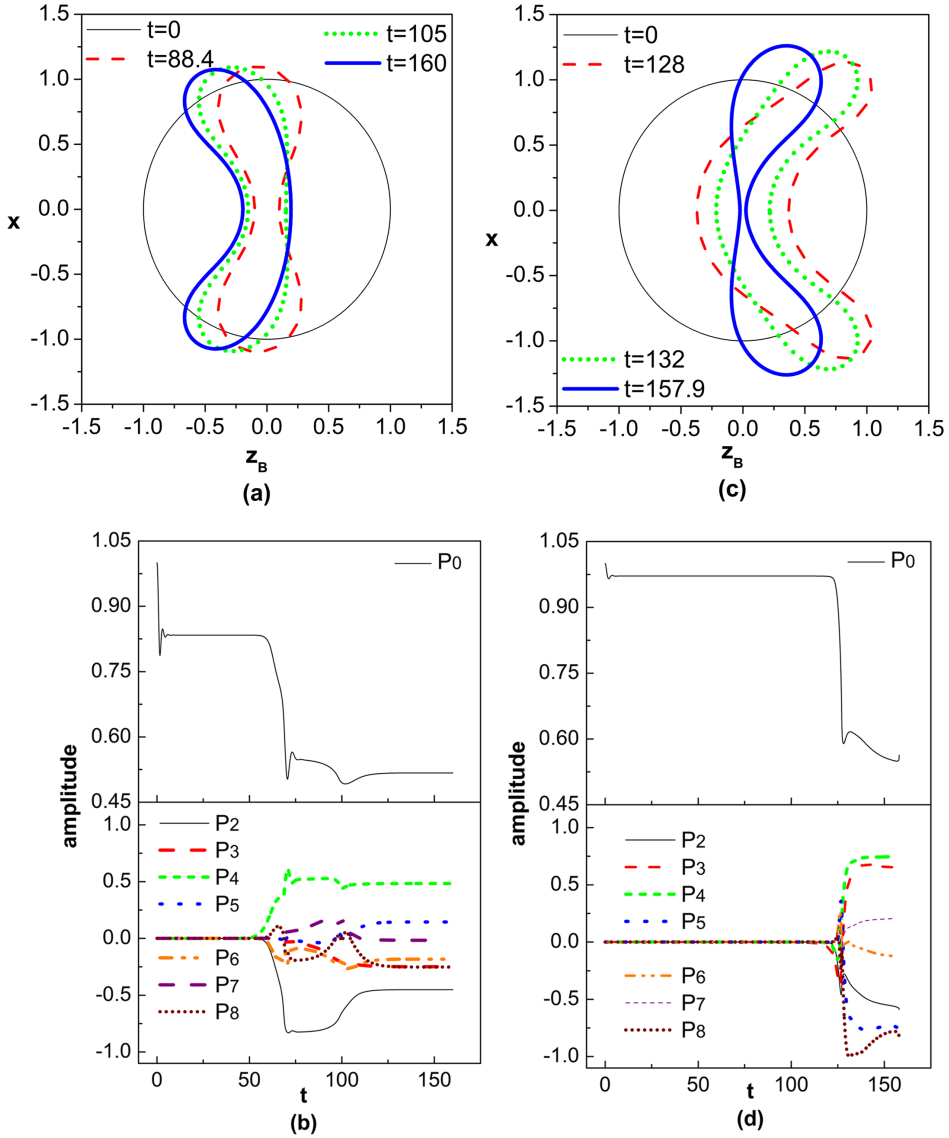 t=0
t=88.4
t=105
t=160
1.5
1.0
0.5
0.0
-0.5
-1.0
-1.5
x
-1.5 -1.0 -0.5 0.0 0.5 1.0 1.5
zB
(a)
t=0
t=128
t=132
t=157.9
1.5
1.0
0.5
0.0
-0.5
-1.0
-1.5
x
-1.5 -1.0 -0.5 0.0 0.5 1.0 1.5
zB
(c)
P0
1.05
0.90
0.75
0.60
0.45
amplitude
P2
P3
P4
P5
P6
P7
P8
1.0
0.5
0.0
-0.5
-1.0
0 50 100 150
t
(b)
P0
1.05
0.90
0.75
0.60
0.45
amplitude
P2
P3
P4
P5
P6
P7
P8
1.0
0.5
0.0
-0.5
-1.0
0 50 100 150
t
(d)